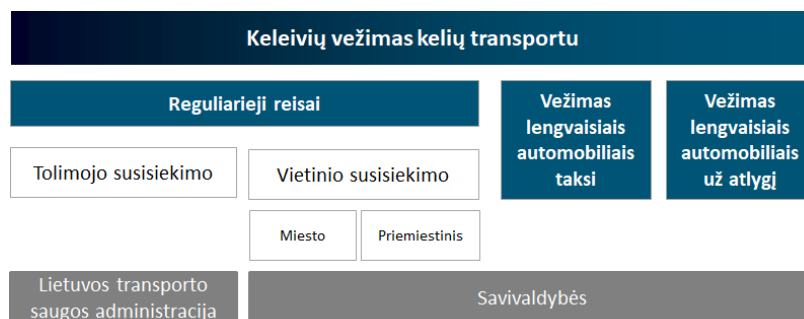 Keleivių vežimas kelių transportu
Reguliarieji reisai
Vežimas
lengvaisiais
automobiliais
taksi
Vežimas
lengvaisiais
automobiliais
už atlygį
Tolimojo susisiekimo
Vietinio susisiekimo
Miesto
Priemiestinis
Lietuvos transporto
saugos administracija
Savivaldybės